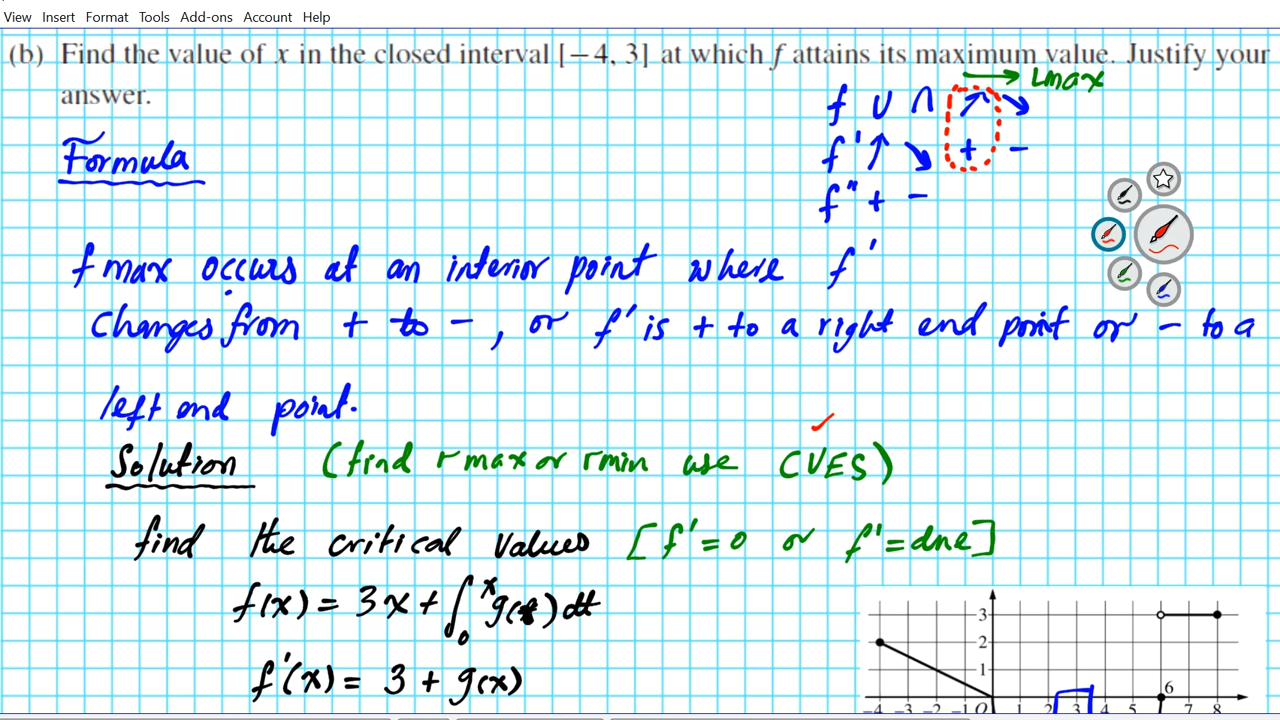 View Insert Format Tools Add-ons Account Help
(b) Find the value of x in the closed interval [−4, 3] at which f attains its maximum value. Justify your
answer.
Lmax
f ∪ ∩ ↗ ↘
f' ↑ ↘ + −
f" + −
Formula
f max occurs at an interior point where f'
changes from + to −, or f' is + to a right end point or − to a
left end point.
Solution (find rmax or rmin use CVES)
find the critical values [f' = 0 or f' = dne]
f(x) = 3x + ∫₀ˣ g(t) dt
f'(x) = 3 + g(x)
3
2
1
6
−4 −3 −2 −1 O 1 2 3 4 5 7 8